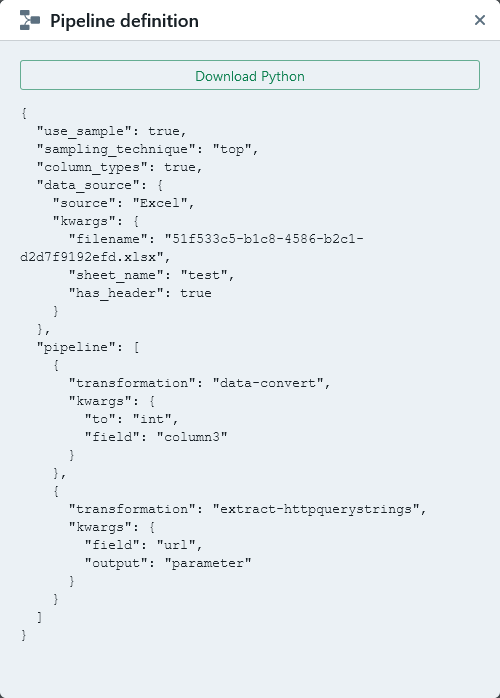 Pipeline definition
Download Python
{
  "use_sample": true,
  "sampling_technique": "top",
  "column_types": true,
  "data_source": {
    "source": "Excel",
    "kwargs": {
      "filename": "51f533c5-b1c8-4586-b2c1-
d2d7f9192efd.xlsx",
      "sheet_name": "test",
      "has_header": true
    }
  },
  "pipeline": [
    {
      "transformation": "data-convert",
      "kwargs": {
        "to": "int",
        "field": "column3"
      }
    },
    {
      "transformation": "extract-httpquerystrings",
      "kwargs": {
        "field": "url",
        "output": "parameter"
      }
    }
  ]
}